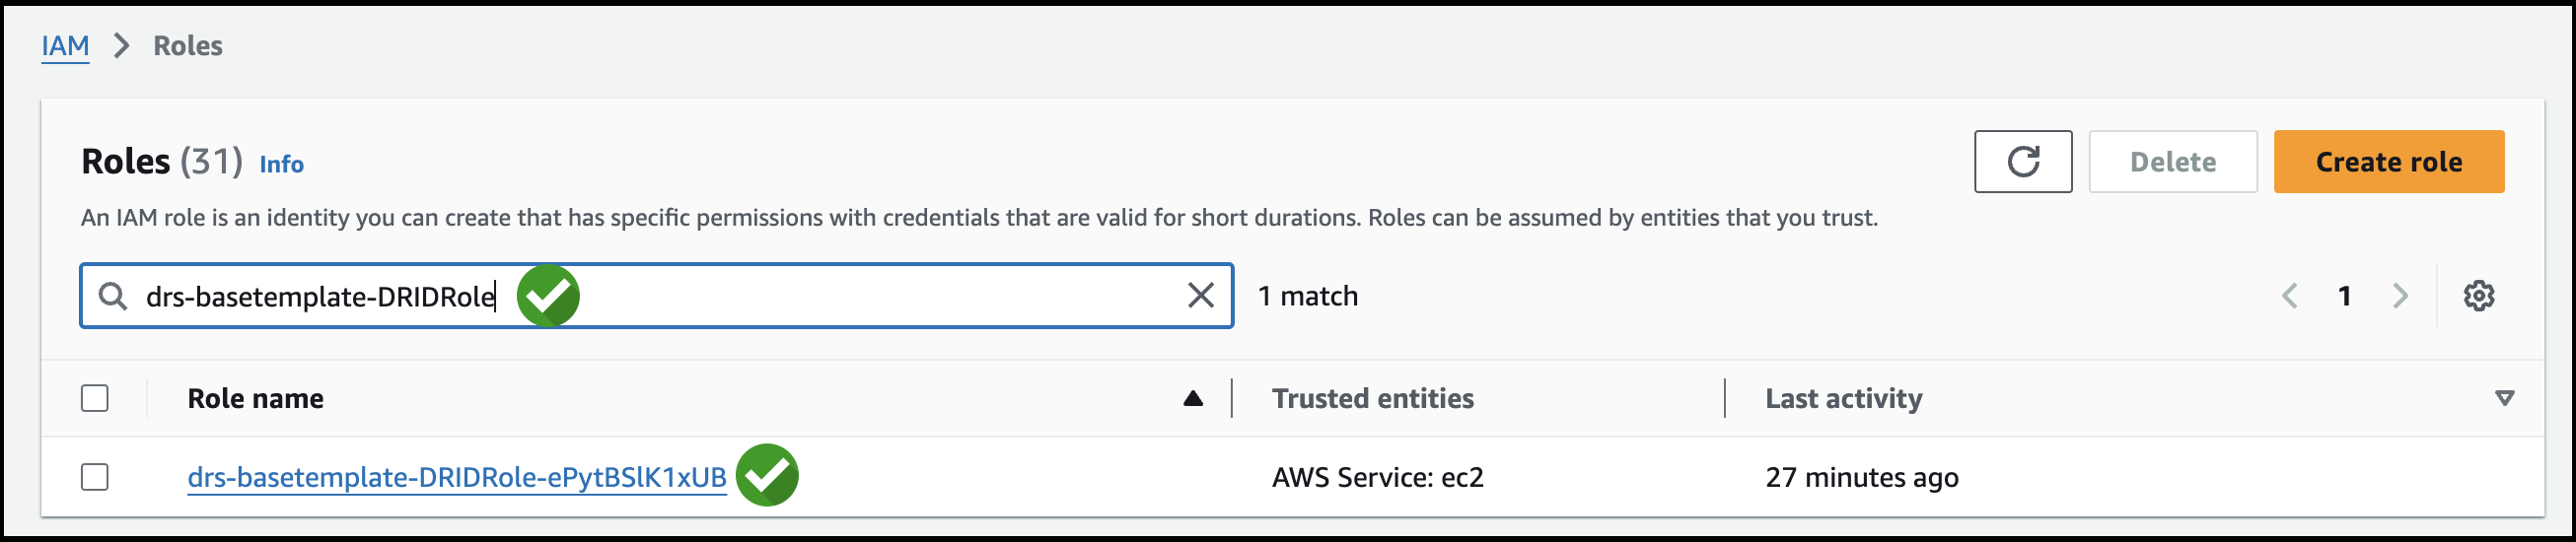 IAM > Roles
Roles (31) Info
Delete
Create role
An IAM role is an identity you can create that has specific permissions with credentials that are valid for short durations. Roles can be assumed by entities that you trust.
drs-basetemplate-DRIDRole
1 match
1
Role name
Trusted entities
Last activity
drs-basetemplate-DRIDRole-ePytBSlK1xUB
AWS Service: ec2
27 minutes ago